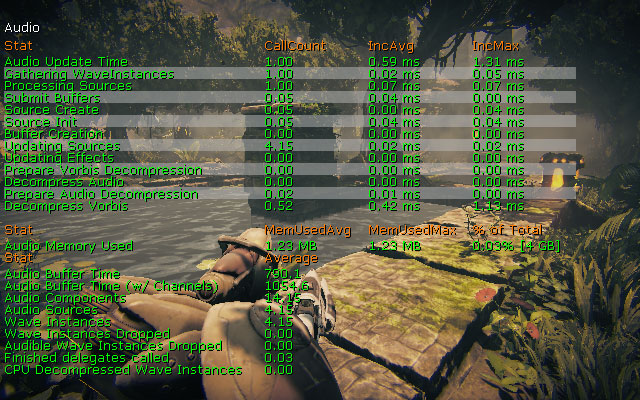 Audio
Stat CallCount IncAvg IncMax
Audio Update Time 1.00 0.59 ms 1.31 ms
Gathering WaveInstances 1.00 0.02 ms 0.05 ms
Processing Sources 1.00 0.07 ms 0.07 ms
Submit Buffers 0.05 0.04 ms 0.00 ms
Source Create 0.05 0.00 ms 0.04 ms
Source Init 0.05 0.04 ms 0.04 ms
Buffer Creation 0.00 0.00 ms 0.00 ms
Updating Sources 4.15 0.02 ms 0.02 ms
Updating Effects 0.00 0.00 ms 0.00 ms
Prepare Vorbis Decompression 0.00 0.00 ms 0.00 ms
Decompress Audio 0.00 0.00 ms 0.00 ms
Prepare Audio Decompression 0.02 0.01 ms 0.00 ms
Decompress Vorbis 0.52 0.42 ms 1.13 ms
Stat MemUsedAvg MemUsedMax % of Total
Audio Memory Used 1.23 MB 1.23 MB 0.03% [4 GB]
Stat Average
Audio Buffer Time 790.1
Audio Buffer Time (w/ Channels) 1054.6
Audio Components 14.15
Audio Sources 4.15
Wave Instances 4.15
Wave Instances Dropped 0.00
Audible Wave Instances Dropped 0.00
Finished delegates called 0.03
CPU Decompressed Wave Instances 0.00